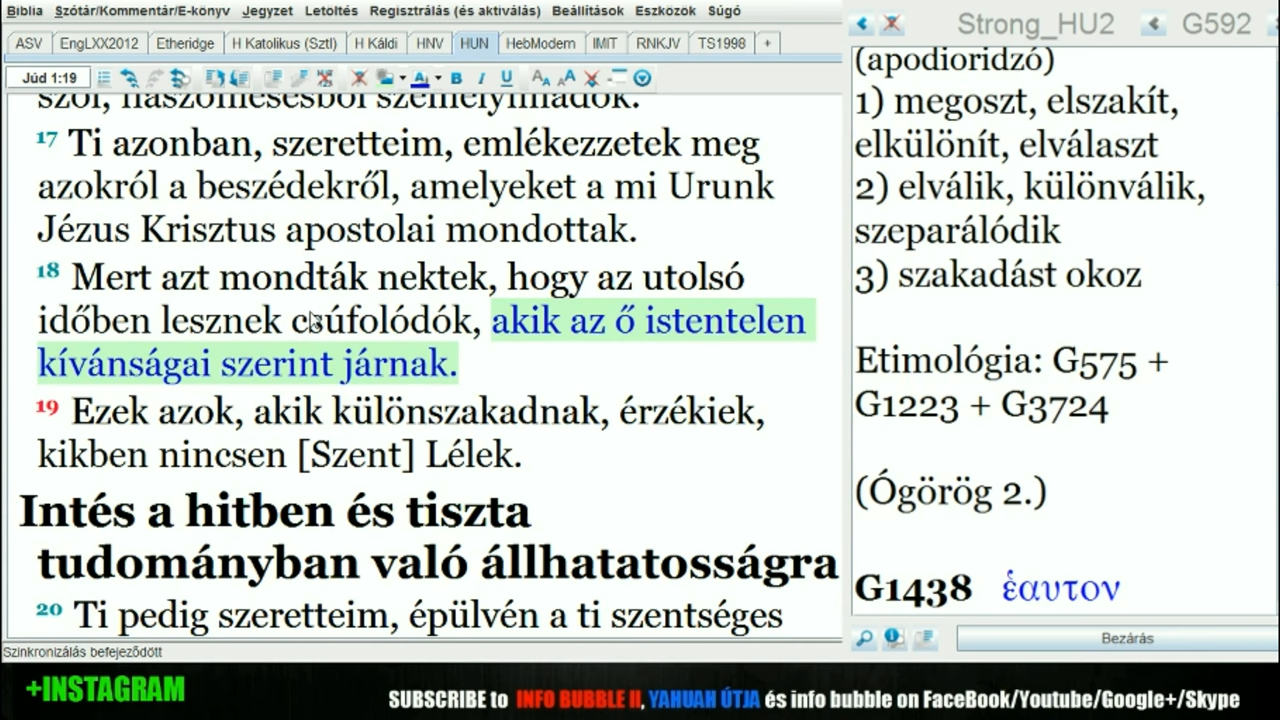 Biblia Szótár/Kommentár/E-könyv Jegyzet Letöltés Regisztrálás (és aktiválás) Beállítások Eszközök Súgó
ASV EngLXX2012 Etheridge H Katolikus (Sztl) H Káldi HNV HUN HebModern IMIT RNKJV TS1998 +
Júd 1:19
szól, haszonlesésből személyimádók.
17 Ti azonban, szeretteim, emlékezzetek meg
azokról a beszédekről, amelyeket a mi Urunk
Jézus Krisztus apostolai mondottak.
18 Mert azt mondták nektek, hogy az utolsó
időben lesznek csúfolódók, akik az ő istentelen
kívánságai szerint járnak.
19 Ezek azok, akik különszakadnak, érzékiek,
kikben nincsen [Szent] Lélek.
Intés a hitben és tiszta
tudományban való állhatatosságra
20 Ti pedig szeretteim, épülvén a ti szentséges
Szinkronizálás befejeződött
Strong_HU2 G592
(apodioridzó)
1) megoszt, elszakít,
elkülönít, elválaszt
2) elválik, különválik,
szeparálódik
3) szakadást okoz
Etimológia: G575 +
G1223 + G3724
(Ógörög 2.)
G1438 ἑαυτον
Bezárás
+INSTAGRAM
SUBSCRIBE to INFO BUBBLE II, YAHUAH ÚTJA és info bubble on FaceBook/Youtube/Google+/Skype